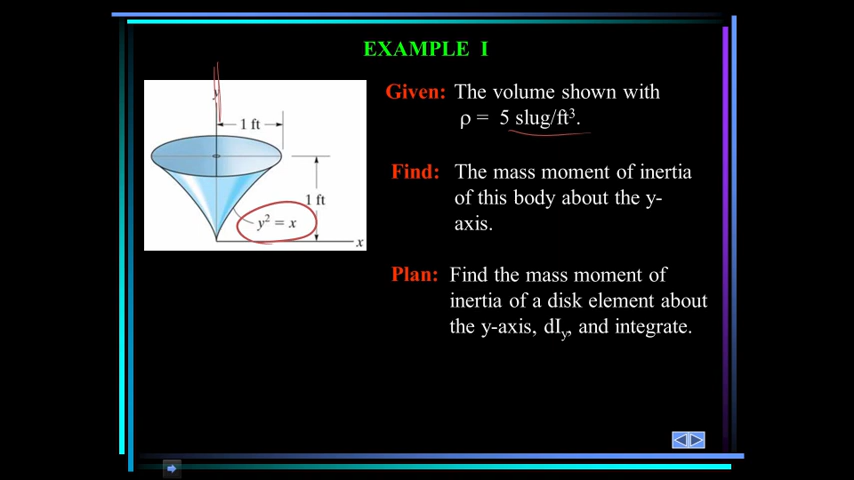 EXAMPLE I
Given: The volume shown with
ρ = 5 slug/ft³.
Find: The mass moment of inertia
of this body about the y-
axis.
Plan: Find the mass moment of
inertia of a disk element about
the y-axis, dIy, and integrate.
y
1 ft
1 ft
y² = x
x